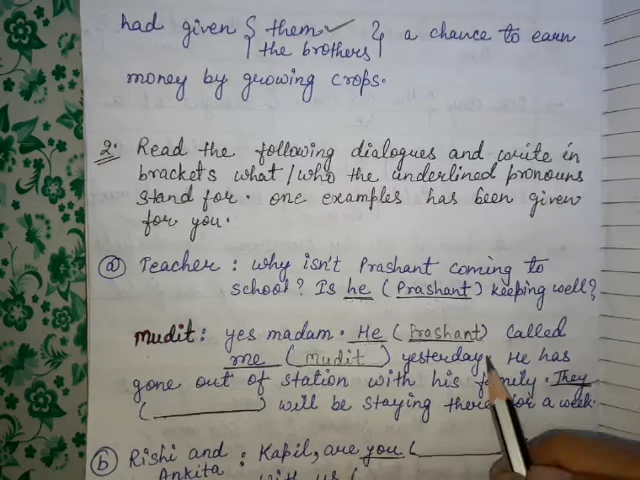 had given { them ✓ } a chance to earn
the brothers
money by growing crops.
2. Read the following dialogues and write in
brackets what/who the underlined pronouns
stand for. one examples has been given
for you.
(a) Teacher : why isn't Prashant coming to
school? Is he (Prashant) keeping well?
Mudit : yes madam. He (Prashant) called
me (mudit) yesterday. He has
gone out of station with his family. They
(__________) will be staying there for a week.
(b) Rishi and : Kapil, are you (
Ankita with us (